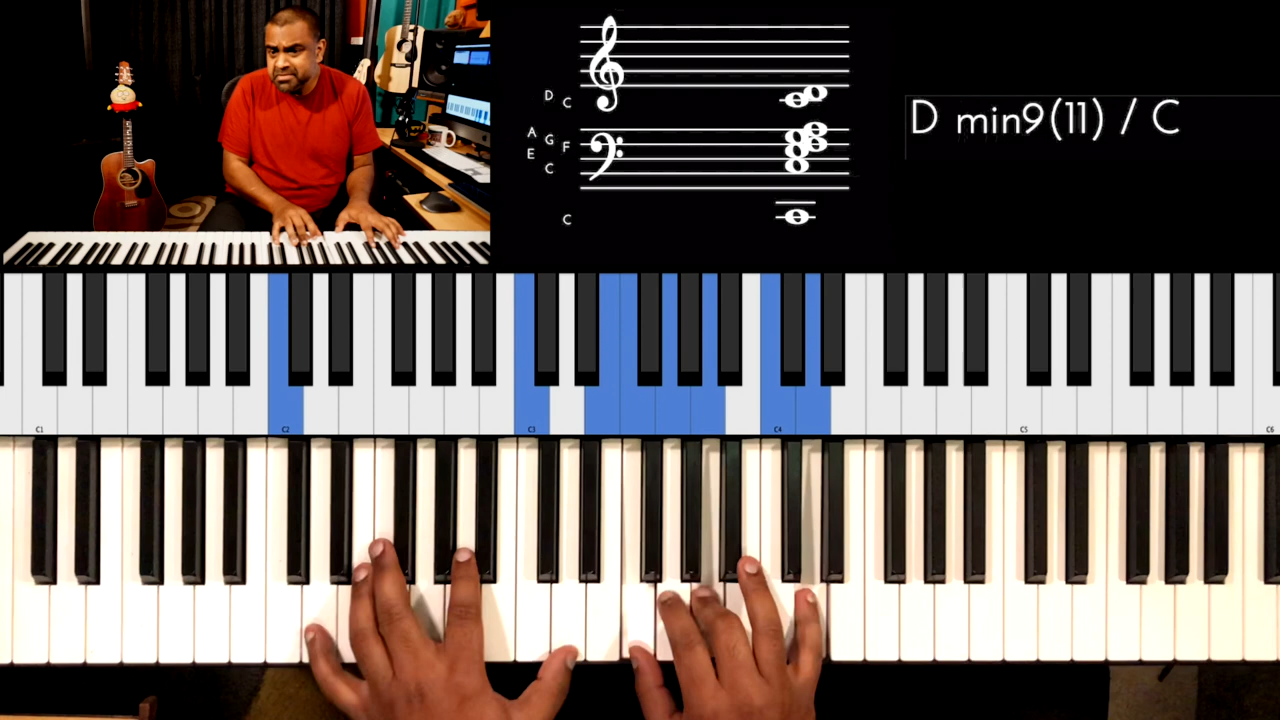 D C
A G F
E C
C
D min9(11) / C
C1 C2 C3 C4 C5 C6